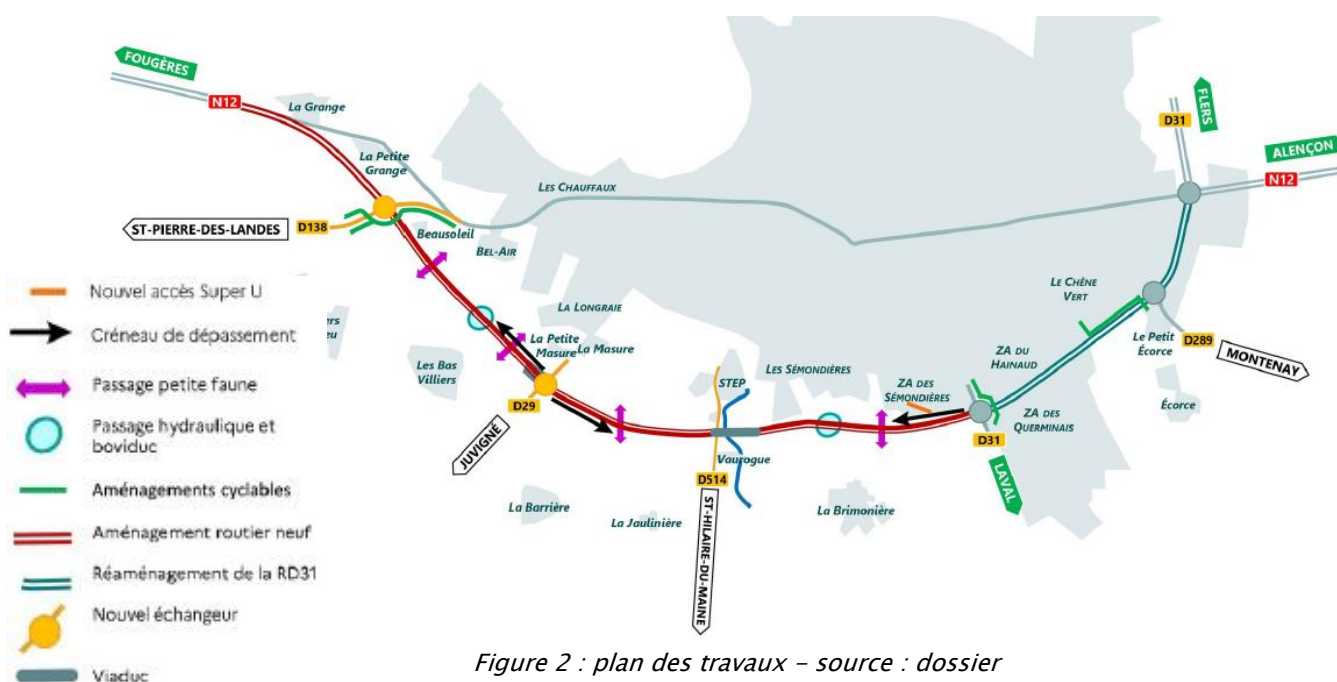 FOUGÈRES
N12
La Grange
La Petite
Grange
ST-PIERRE-DES-LANDES
D138
Beausoleil
BEL-AIR
LES CHAUFFAUX
D31
FLERS
ALENÇON
N12
LE CHÊNE
VERT
Le Petit
Écorce
D289
MONTENAY
Écorce
ZA DU
HAINAUD
ZA DES
SÉMONDIÈRES
ZA DES
QUERMINAIS
D31
LAVAL
LA LONGRAIE
La Petite
Masure
La Masure
Les Bas
Villiers
D29
JUVIGNÉ
LES SÉMONDIÈRES
STEP
Vaurogue
D514
ST-HILAIRE-DU-MAINE
La Barrière
La Jaulinière
La Brimonière
Nouvel accès Super U
Créneau de dépassement
Passage petite faune
Passage hydraulique et
boviduc
Aménagements cyclables
Aménagement routier neuf
Réaménagement de la RD31
Nouvel échangeur
Viaduc
Figure 2 : plan des travaux – source : dossier